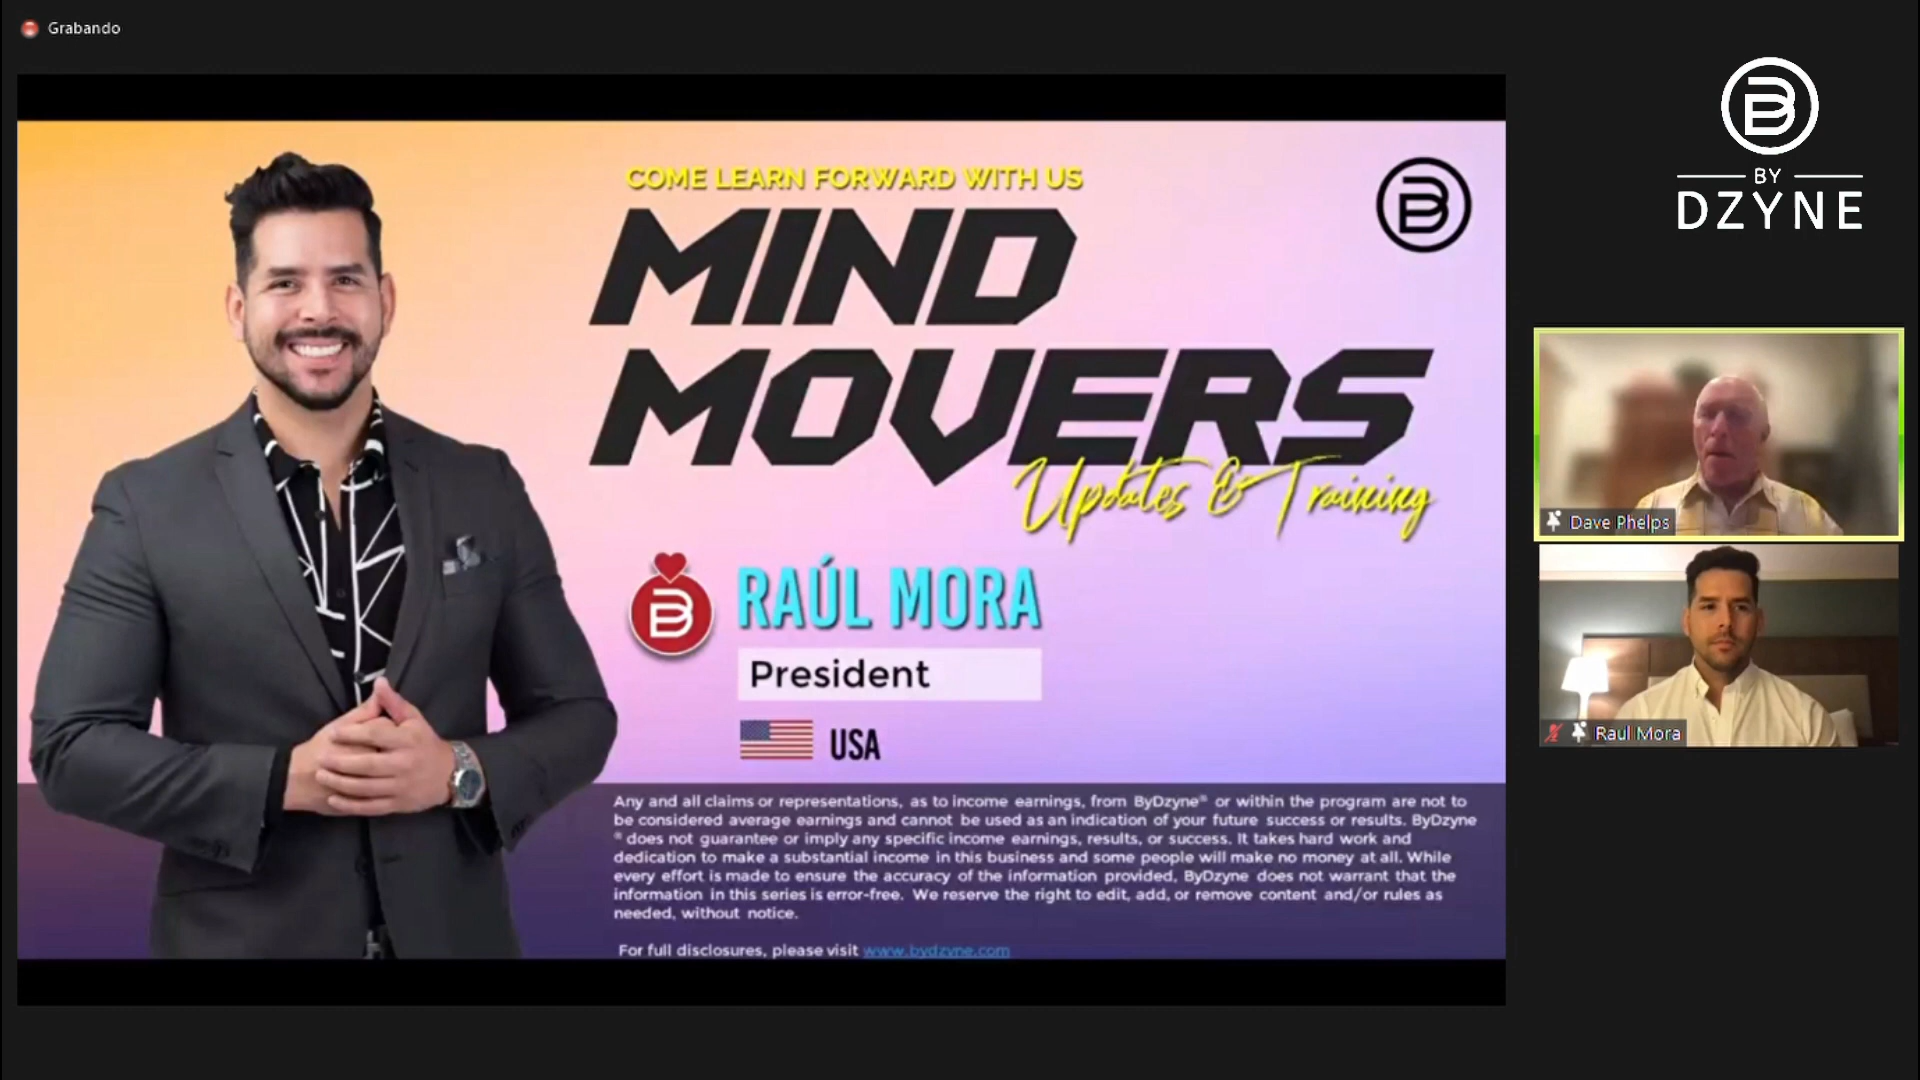 Grabando
B
BY
DZYNE
COME LEARN FORWARD WITH US
B
MIND
MOVERS
Updates & Training
B
RAÚL MORA
President
USA
Any and all claims or representations, as to income earnings, from ByDzyne® or within the program are not to
be considered average earnings and cannot be used as an indication of your future success or results. ByDzyne
® does not guarantee or imply any specific income earnings, results, or success. It takes hard work and
dedication to make a substantial income in this business and some people will make no money at all. While
every effort is made to ensure the accuracy of the information provided, ByDzyne does not warrant that the
information in this series is error-free. We reserve the right to edit, add, or remove content and/or rules as
needed, without notice.
For full disclosures, please visit www.bydzyne.com
Dave Phelps
Raul Mora